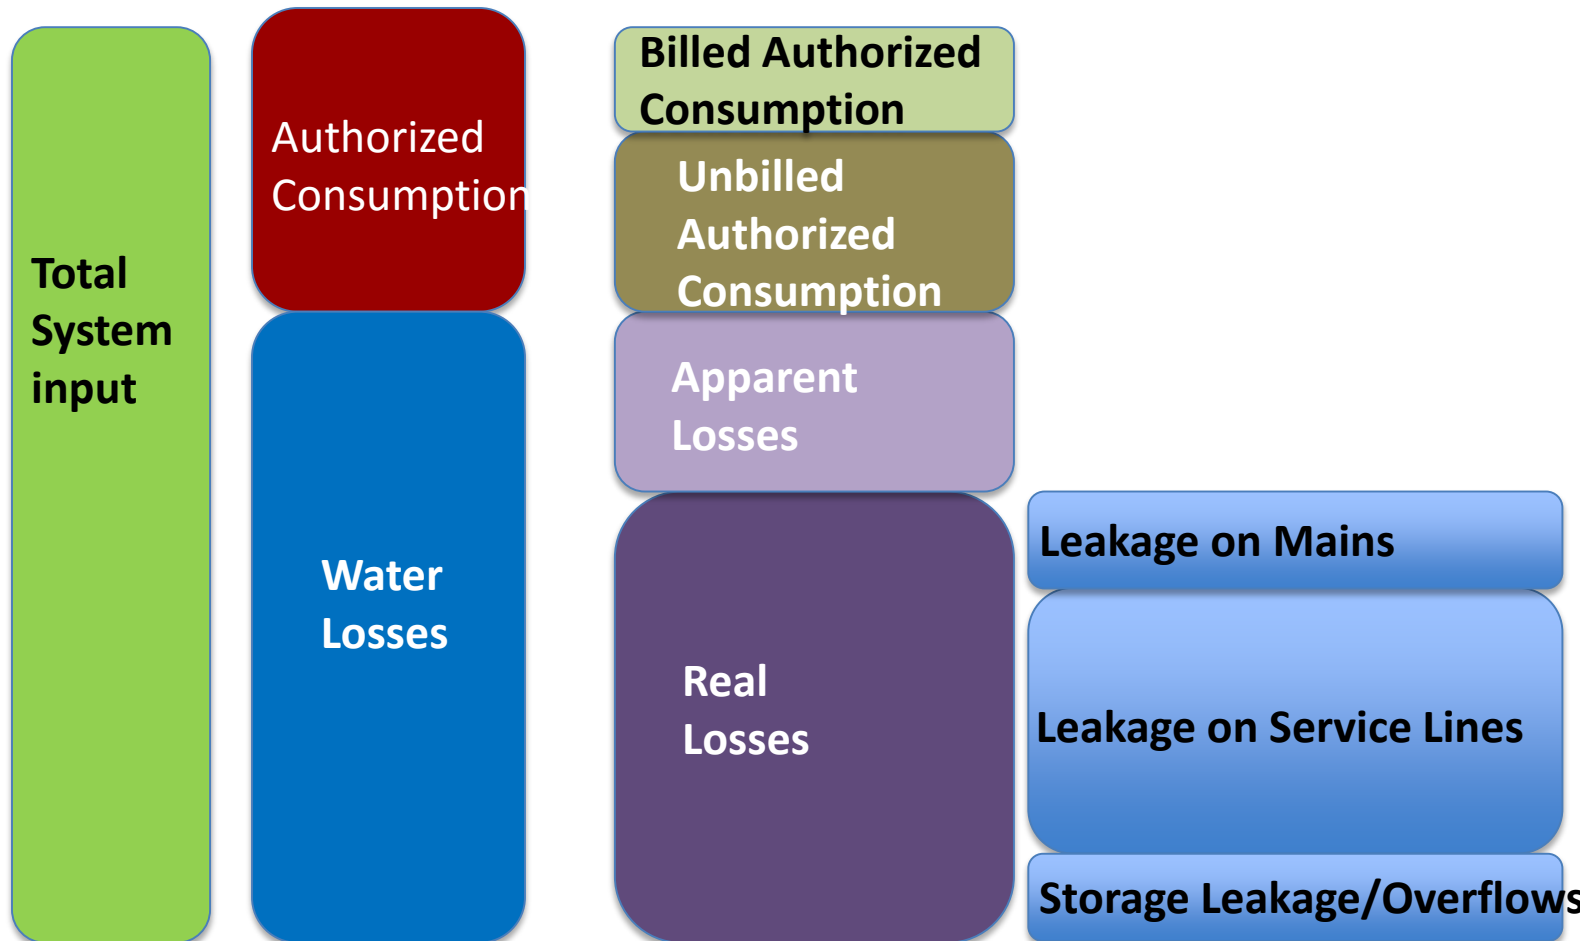 Total
System
input
Authorized
Consumption
Water
Losses
Billed Authorized
Consumption
Unbilled
Authorized
Consumption
Apparent
Losses
Real
Losses
Leakage on Mains
Leakage on Service Lines
Storage Leakage/Overflows